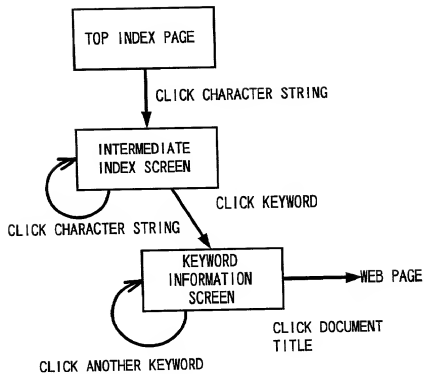 TOP INDEX PAGE
CLICK CHARACTER STRING
INTERMEDIATE
INDEX SCREEN
CLICK KEYWORD
CLICK CHARACTER STRING
KEYWORD
INFORMATION
SCREEN
WEB PAGE
CLICK DOCUMENT
TITLE
CLICK ANOTHER KEYWORD